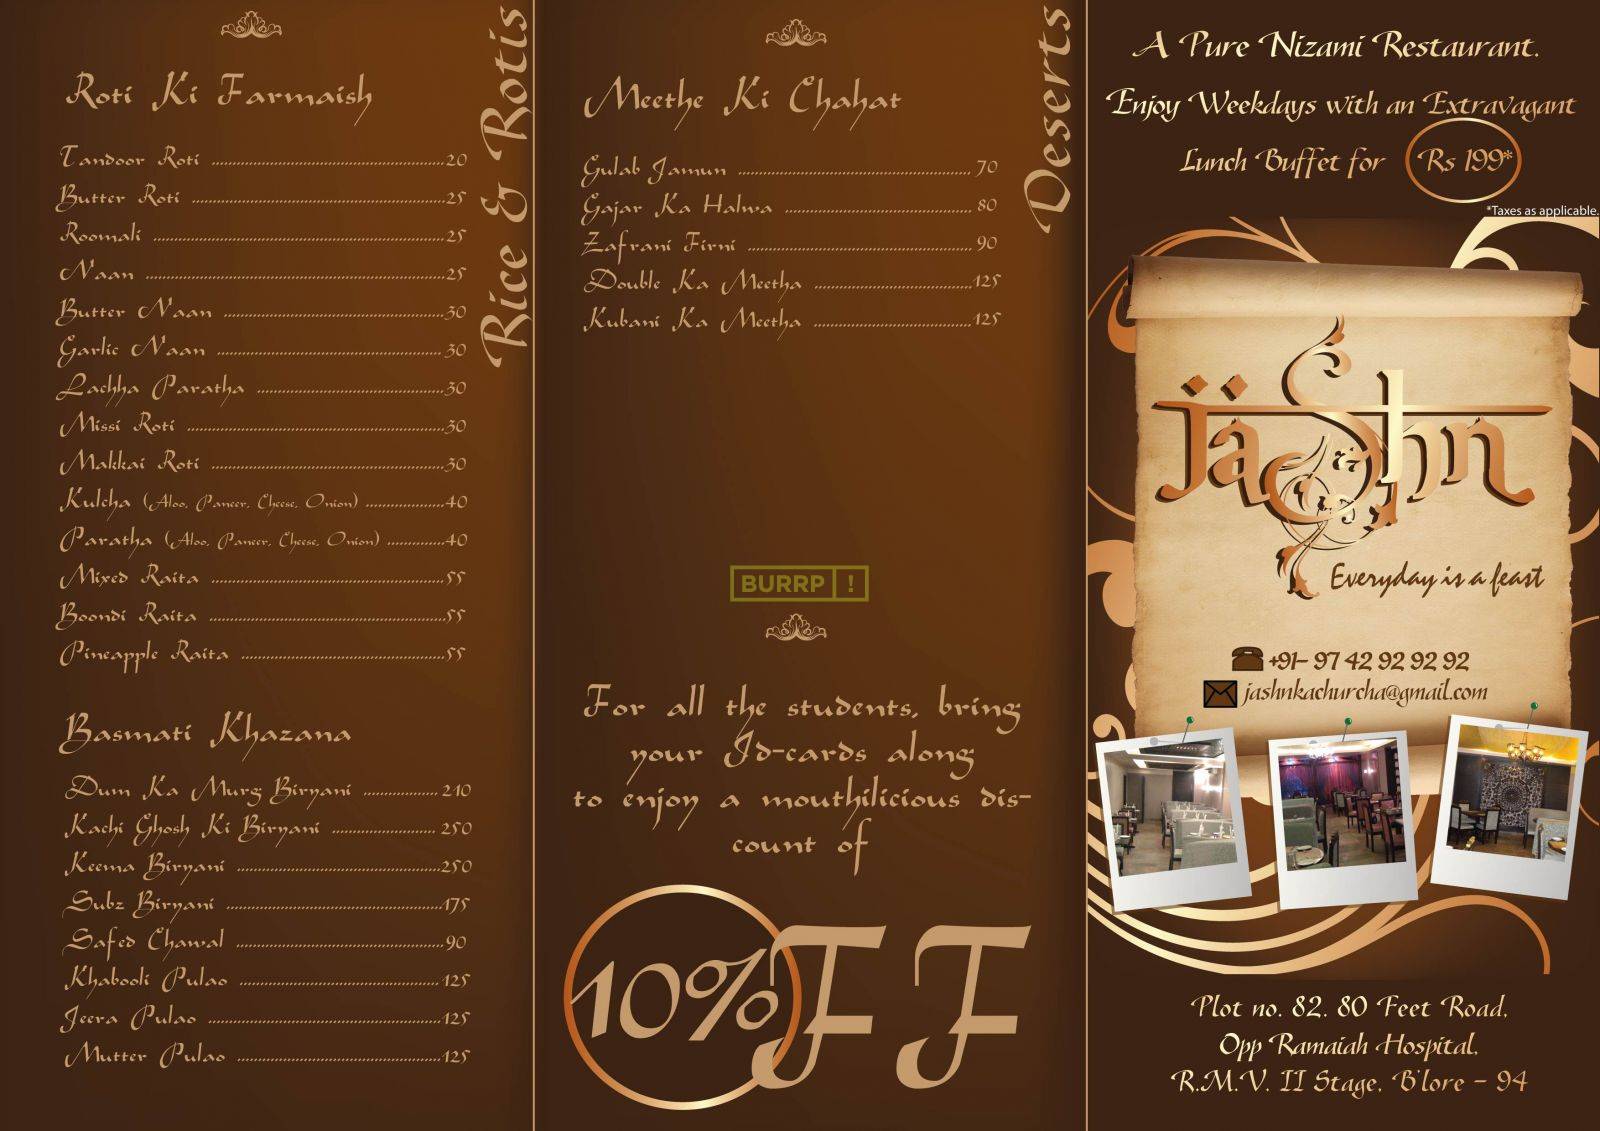 Rice & Rotis
Roti Ki Farmaish
Tandoor Roti 20
Butter Roti 25
Roomali 25
Naan 25
Butter Naan 30
Garlic Naan 30
Lachha Paratha 30
Missi Roti 30
Makkai Roti 30
Kulcha (Aloo, Paneer, Cheese, Onion) 40
Paratha (Aloo, Paneer, Cheese, Onion) 40
Mixed Raita 55
Boondi Raita 55
Pineapple Raita 55
Basmati Khazana
Dum Ka Murg Biryani 210
Kachi Ghosh Ki Biryani 250
Keema Biryani 250
Subz Biryani 175
Safed Chawal 90
Khabooli Pulao 125
Jeera Pulao 125
Mutter Pulao 125
Deserts
Meethe Ki Chahat
Gulab Jamun 70
Gajar Ka Halwa 80
Zafrani Firni 90
Double Ka Meetha 125
Kubani Ka Meetha 125
BURRP !
For all the students, bring
your Id-cards along
to enjoy a mouthilicious dis-
count of
10% FF
A Pure Nizami Restaurant.
Enjoy Weekdays with an Extravagant
Lunch Buffet for Rs 199*
*Taxes as applicable.
jashn
Everyday is a feast
+91- 97 42 92 92 92
jashnkachurcha@gmail.com
Plot no. 82, 80 Feet Road,
Opp Ramaiah Hospital,
R.M.V. II Stage, B'lore - 94